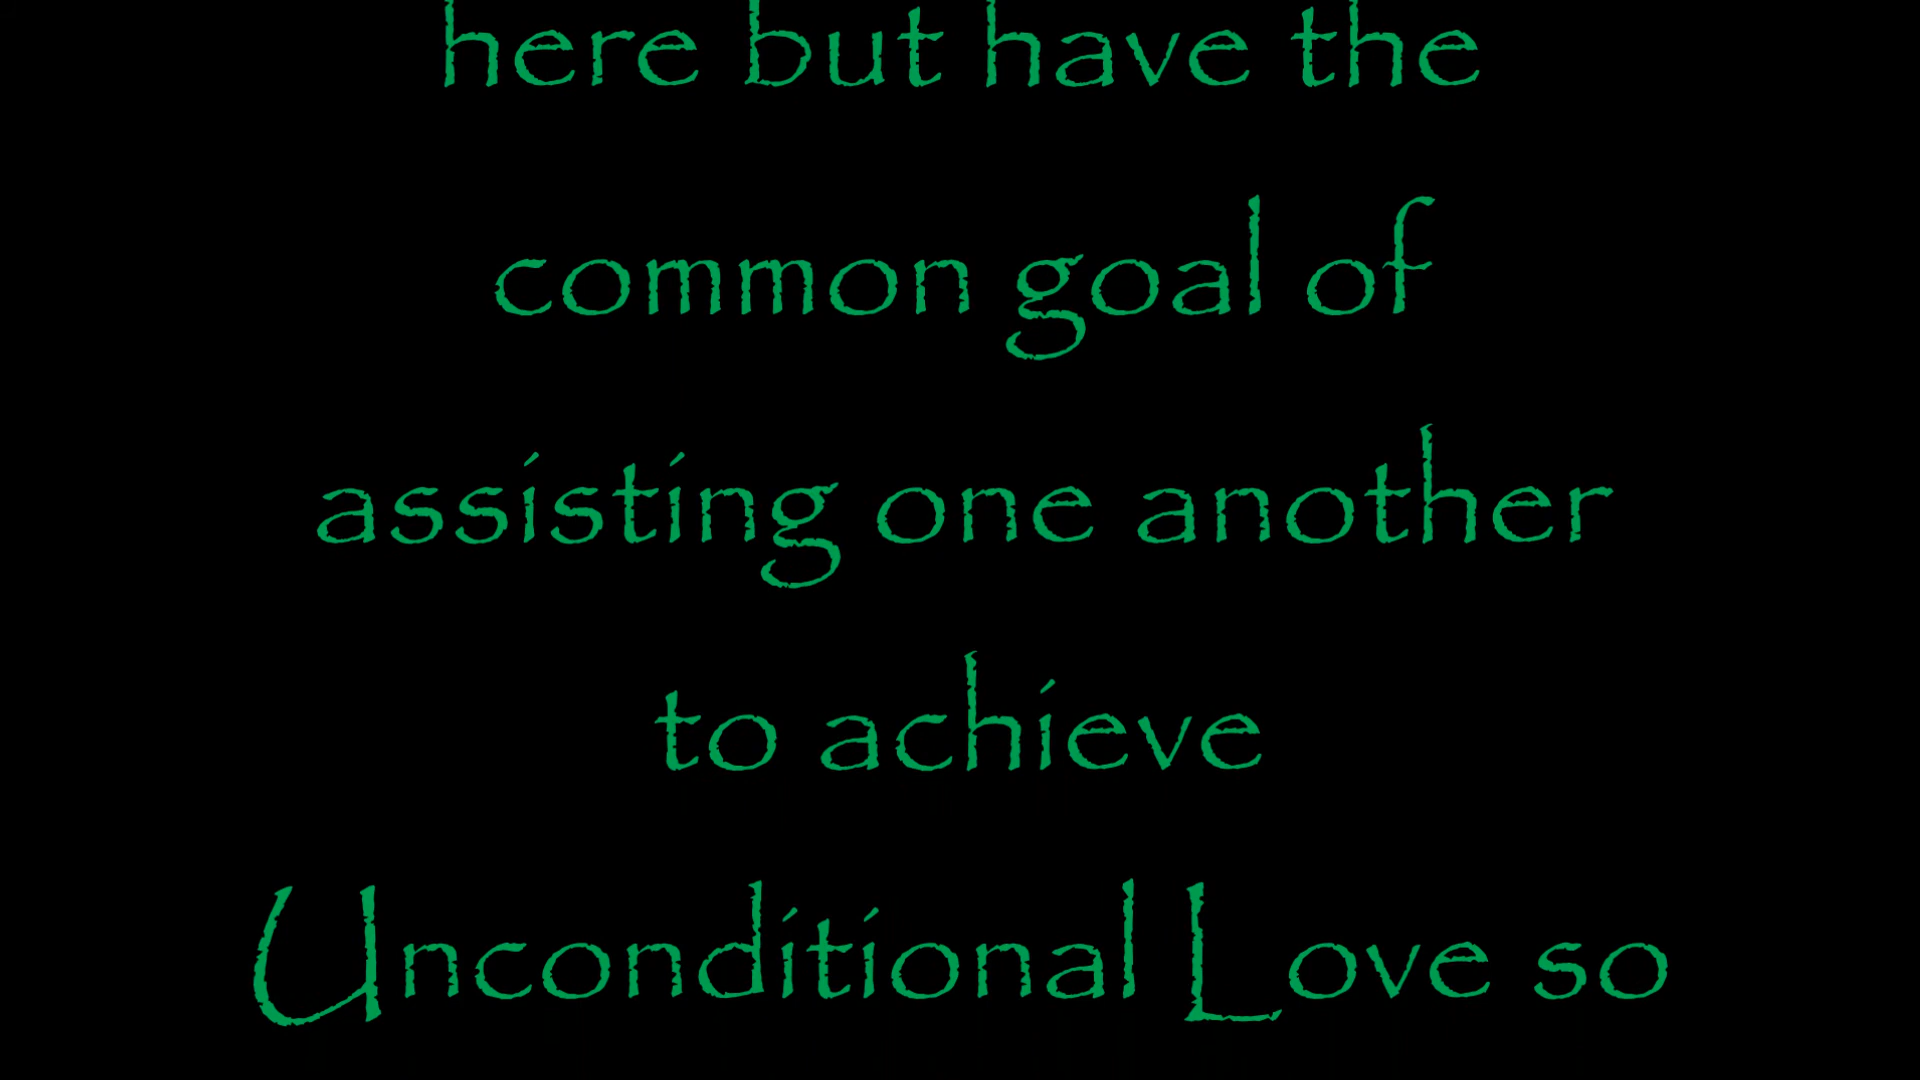 here but have the
common goal of
assisting one another
to achieve
Unconditional Love so